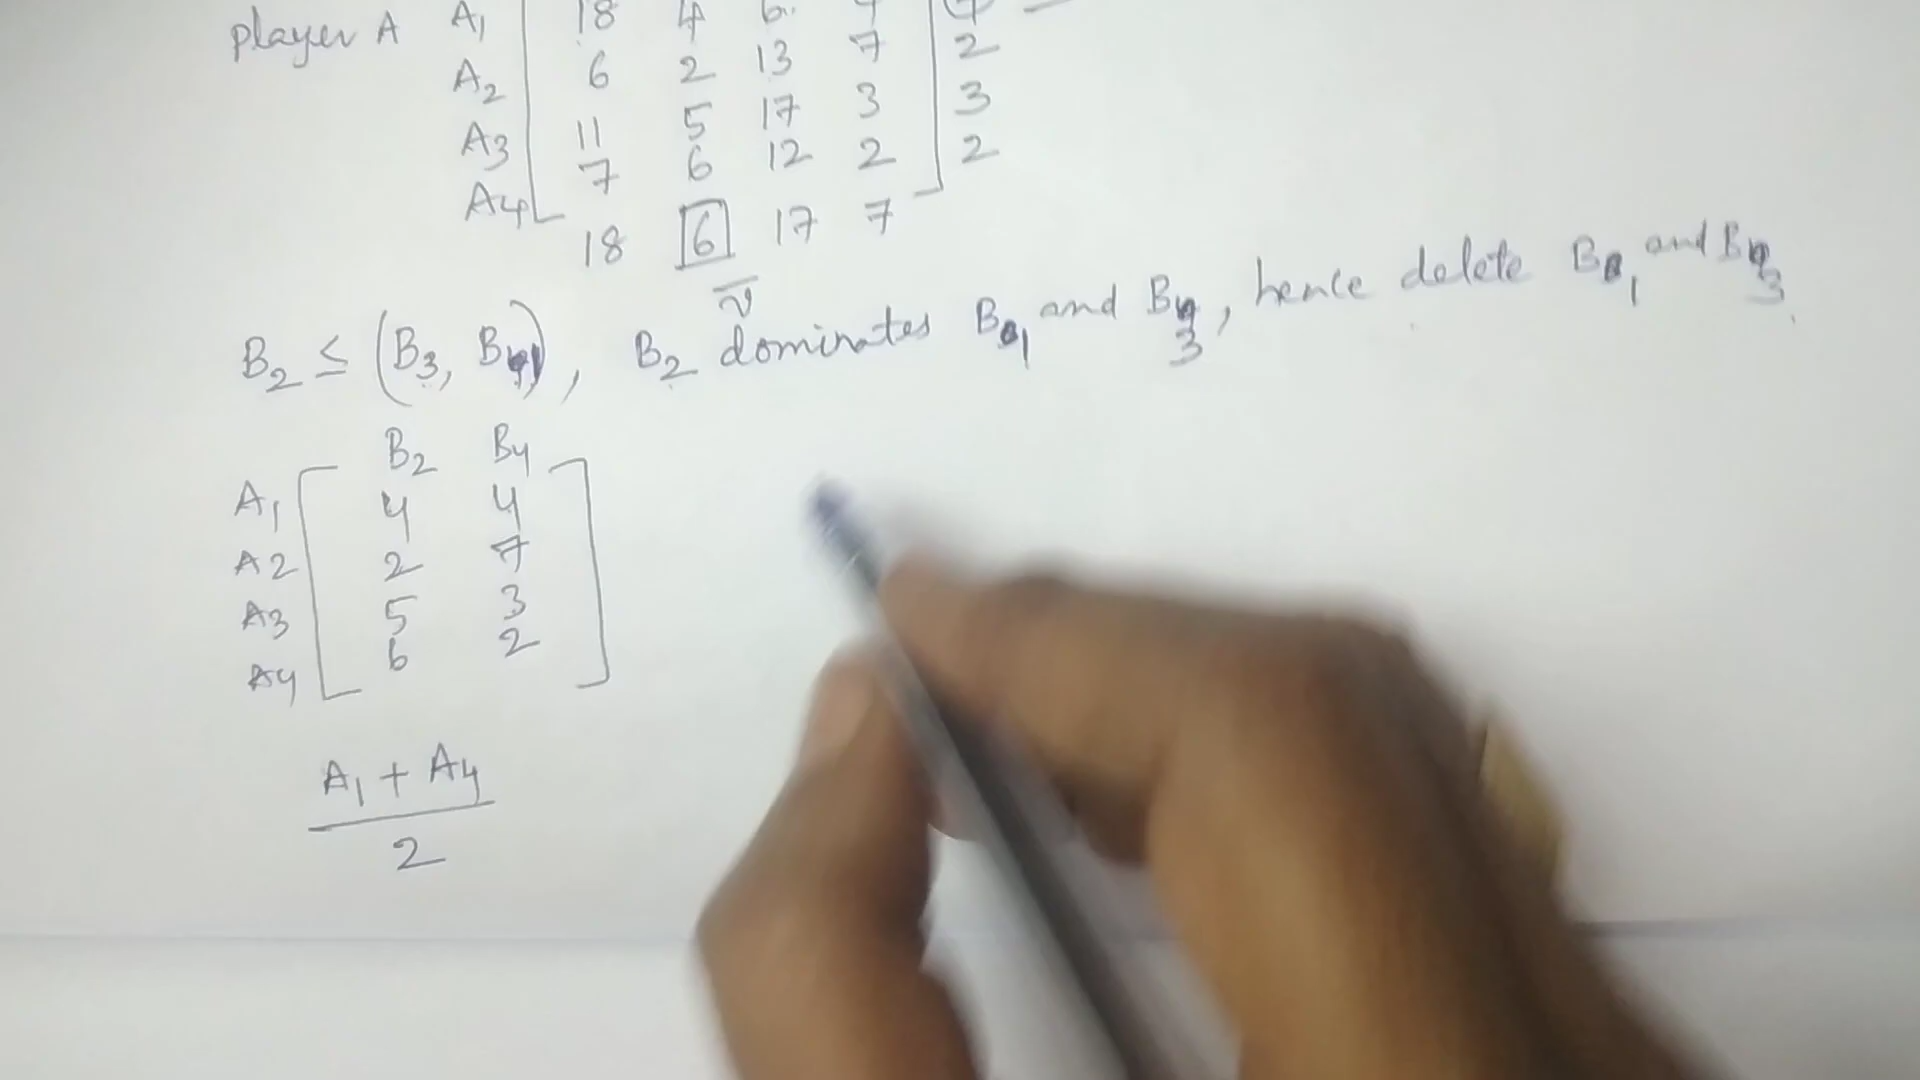 player A A1 18 4 6 4 4
A2 6 2 13 7 2
A3 11 5 17 3 3
A4 7 6 12 2 2
18 6 17 7
v̅
B2 ≤ (B3, B1), B2 dominates B1 and B3, hence delete B1 and B3.
B2 B4
A1 4 4
A2 2 7
A3 5 3
A4 6 2
A1 + A4
2